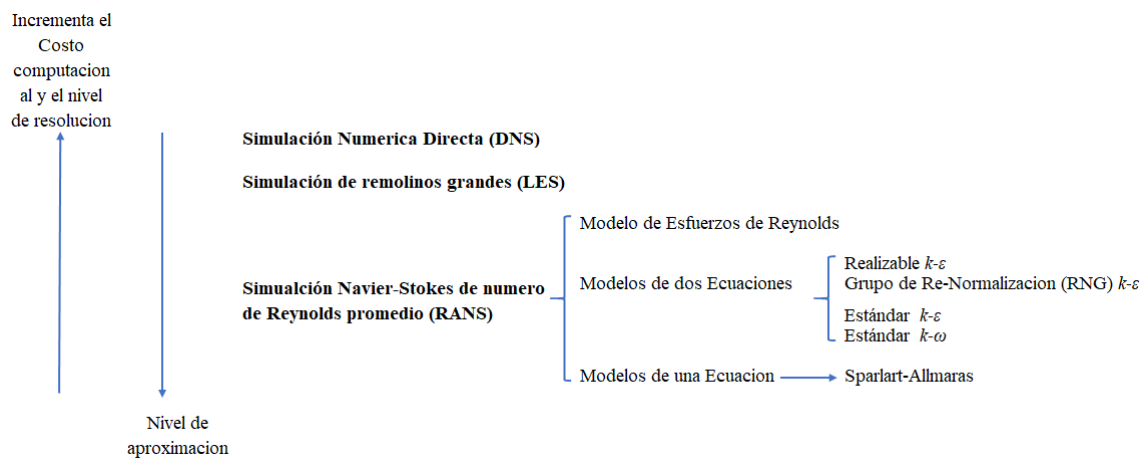 Incrementa el
Costo
computacion
al y el nivel
de resolucion
Simulación Numerica Directa (DNS)
Simulación de remolinos grandes (LES)
Modelo de Esfuerzos de Reynolds
Simualción Navier-Stokes de numero
de Reynolds promedio (RANS)
Modelos de dos Ecuaciones
Realizable k-ε
Grupo de Re-Normalizacion (RNG) k-ε
Estándar k-ε
Estándar k-ω
Modelos de una Ecuacion
Sparlart-Allmaras
Nivel de
aproximacion